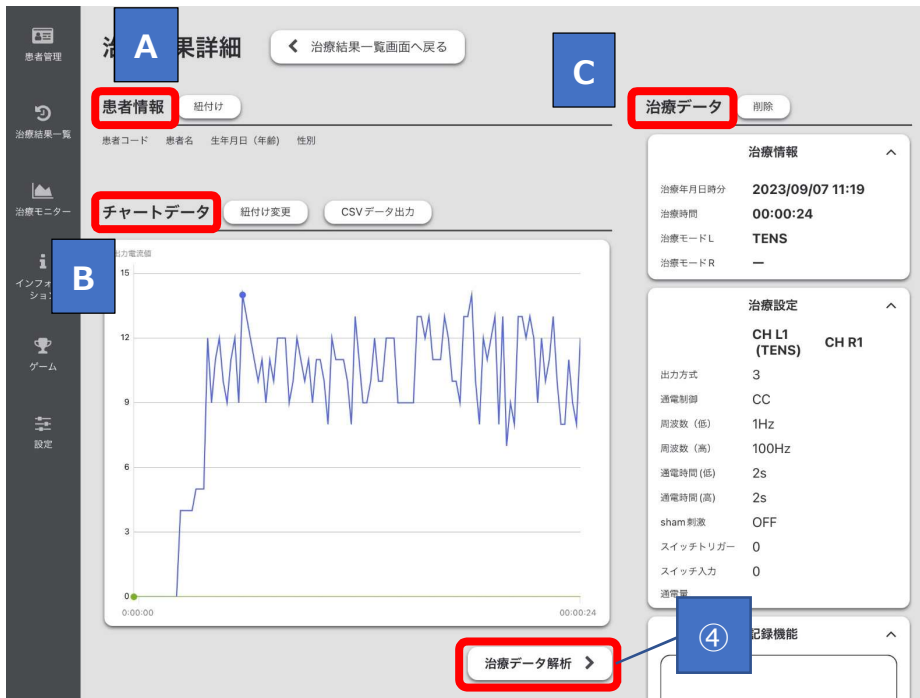 患者管理
治療結果一覧
治療モニター
ゲーム
設定
A
果詳細
治療結果一覧画面へ戻る
C
患者情報
紐付け
患者コード 患者名 生年月日（年齢） 性別
チャートデータ
紐付け変更
CSVデータ出力
B
出力電流値
15
12
9
6
3
0
0:00:00
00:00:24
治療データ解析
④
治療データ
削除
治療情報
治療年月日時分 2023/09/07 11:19
治療時間 00:00:24
治療モードL TENS
治療モードR ー
治療設定
CH L1 (TENS) CH R1
出力方式 3
通電制御 CC
周波数（低） 1Hz
周波数（高） 100Hz
通電時間(低) 2s
通電時間(高) 2s
sham刺激 OFF
スイッチトリガー 0
スイッチ入力 0
通電量
記録機能